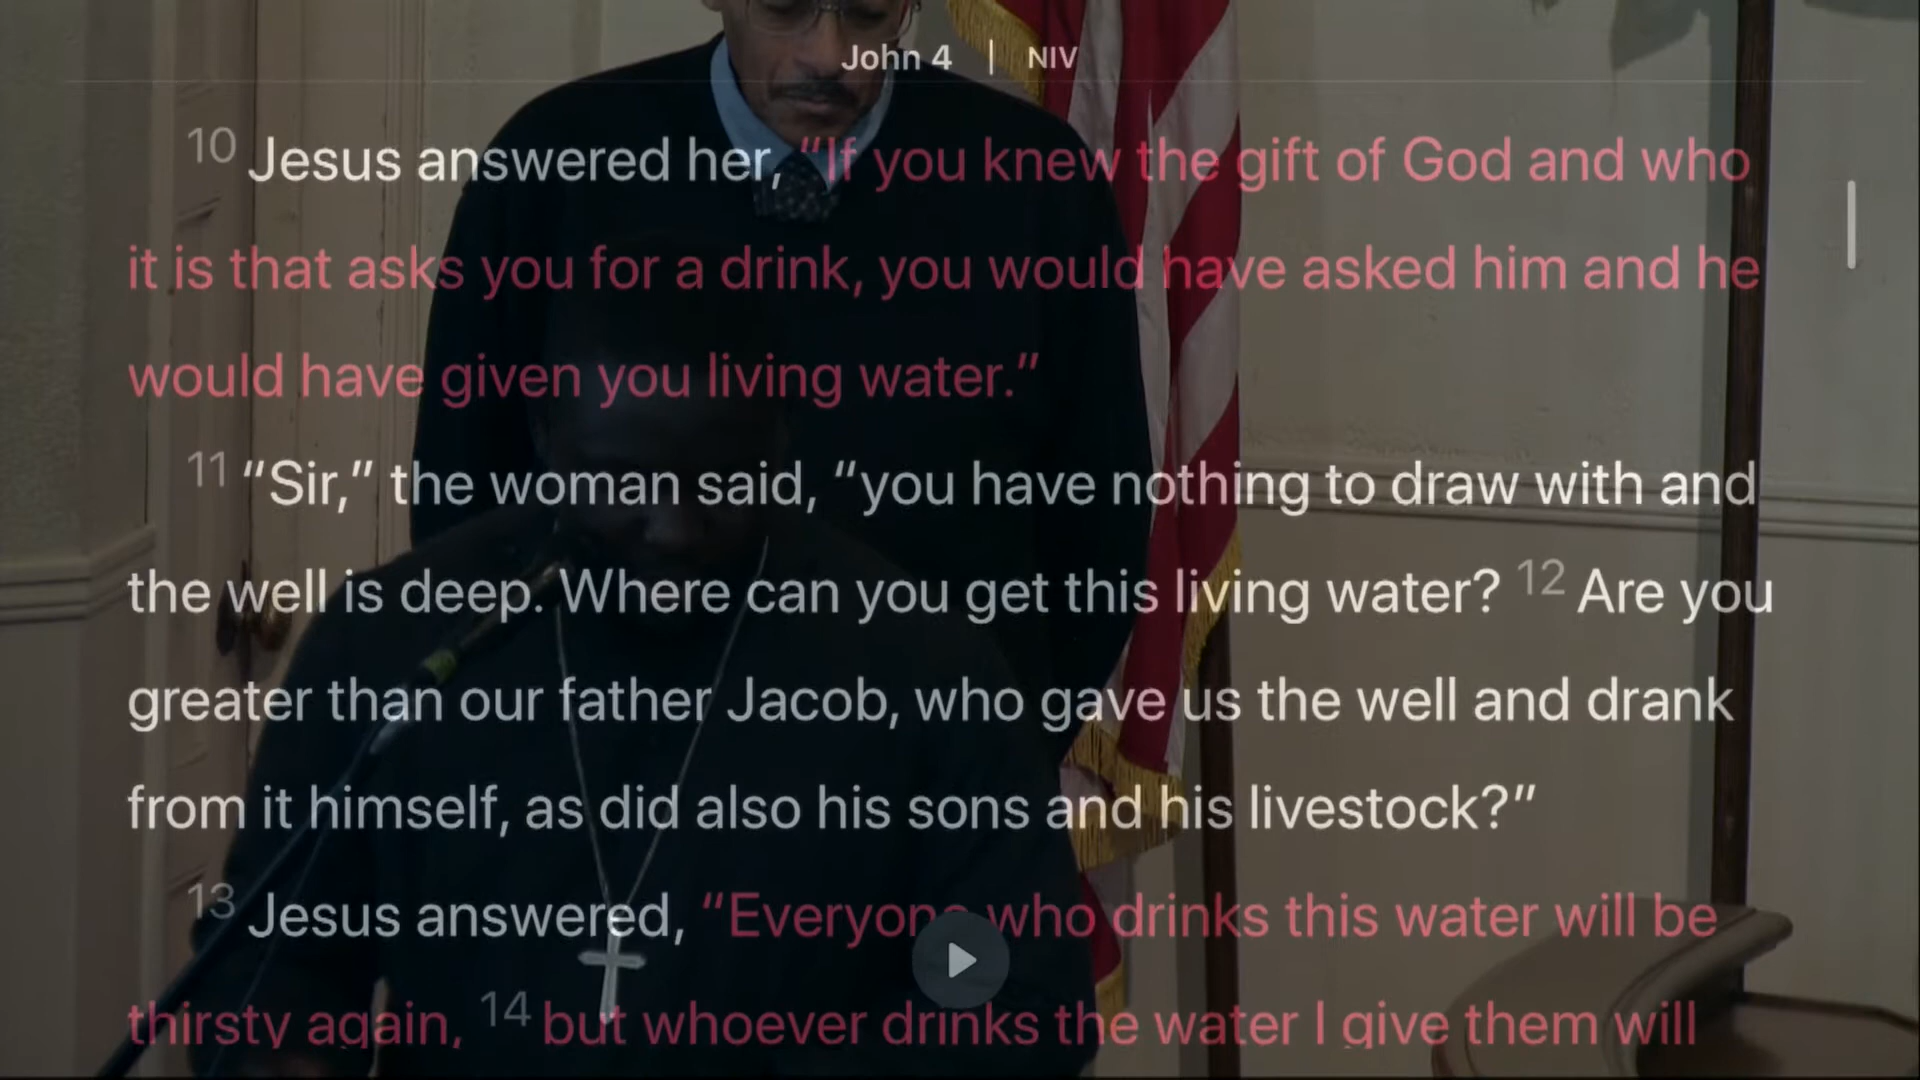 John 4 | NIV
10 Jesus answered her, “If you knew the gift of God and who
it is that asks you for a drink, you would have asked him and he
would have given you living water.”
11 “Sir,” the woman said, “you have nothing to draw with and
the well is deep. Where can you get this living water? 12 Are you
greater than our father Jacob, who gave us the well and drank
from it himself, as did also his sons and his livestock?”
13 Jesus answered, “Everyone who drinks this water will be
thirsty again, 14 but whoever drinks the water I give them will